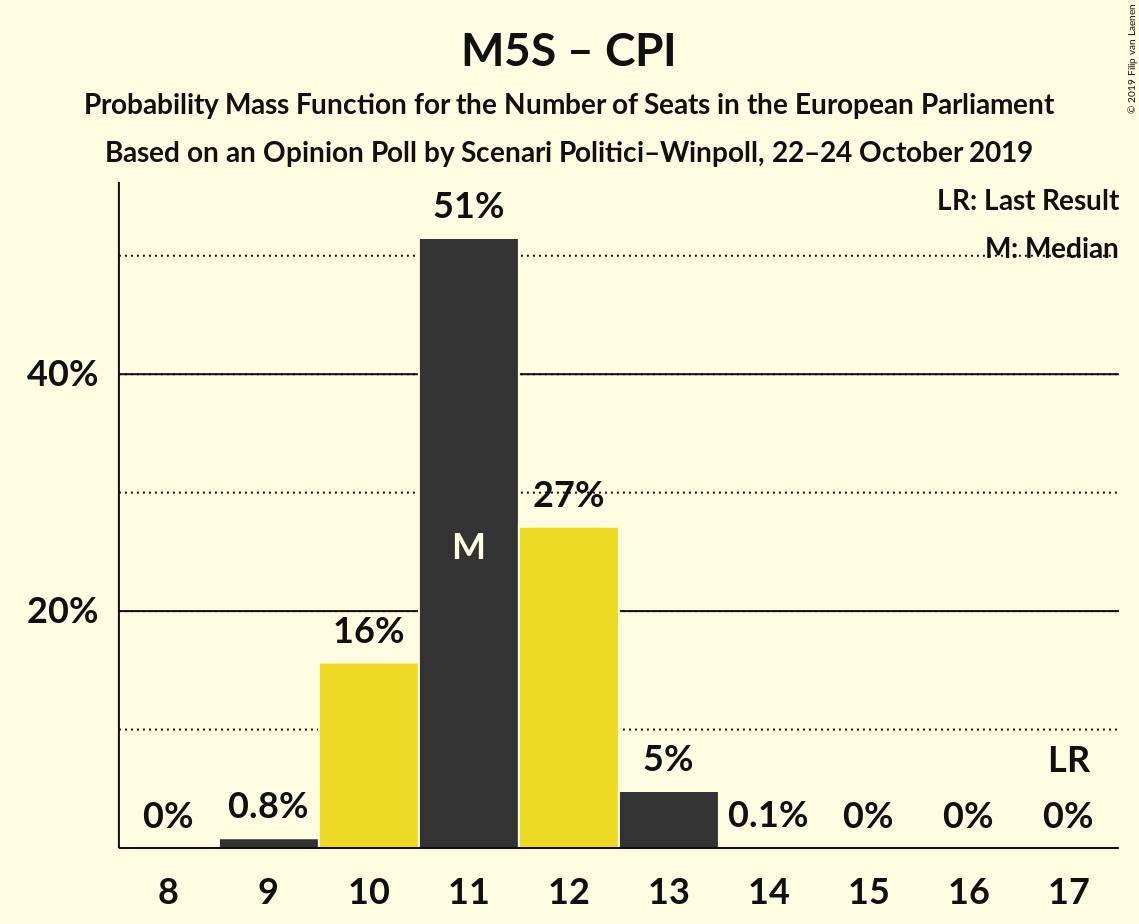 M5S – CPI
Probability Mass Function for the Number of Seats in the European Parliament
Based on an Opinion Poll by Scenari Politici–Winpoll, 22–24 October 2019
© 2019 Filip van Laenen
LR: Last Result
M: Median
51%
40%
27%
M
20%
16%
5%
LR
0%
0.8%
0.1%
0%
0%
0%
8
9
10
11
12
13
14
15
16
17